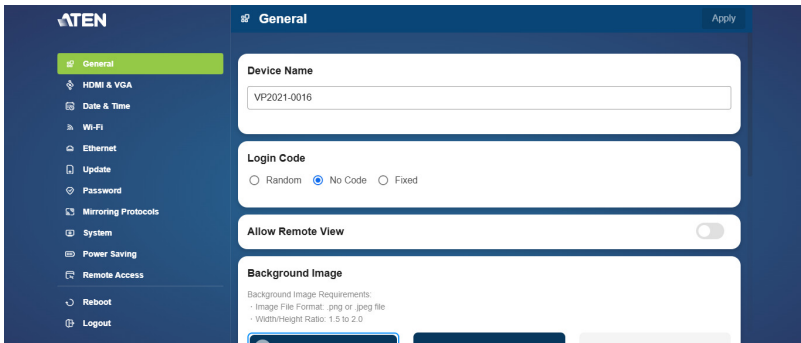 ATEN
General
Apply
General
HDMI & VGA
Date & Time
Wi-Fi
Ethernet
Update
Password
Mirroring Protocols
System
Power Saving
Remote Access
Reboot
Logout
Device Name
VP2021-0016
Login Code
Random No Code Fixed
Allow Remote View
Background Image
Background Image Requirements:
· Image File Format: .png or .jpeg file
· Width/Height Ratio: 1.5 to 2.0